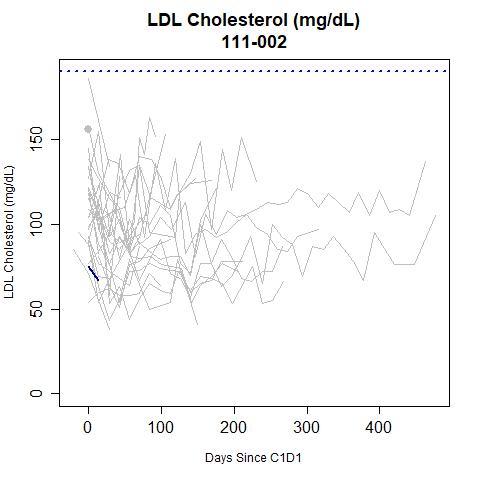 LDL Cholesterol (mg/dL)
111-002
LDL Cholesterol (mg/dL)
150
100
50
0
0 100 200 300 400
Days Since C1D1